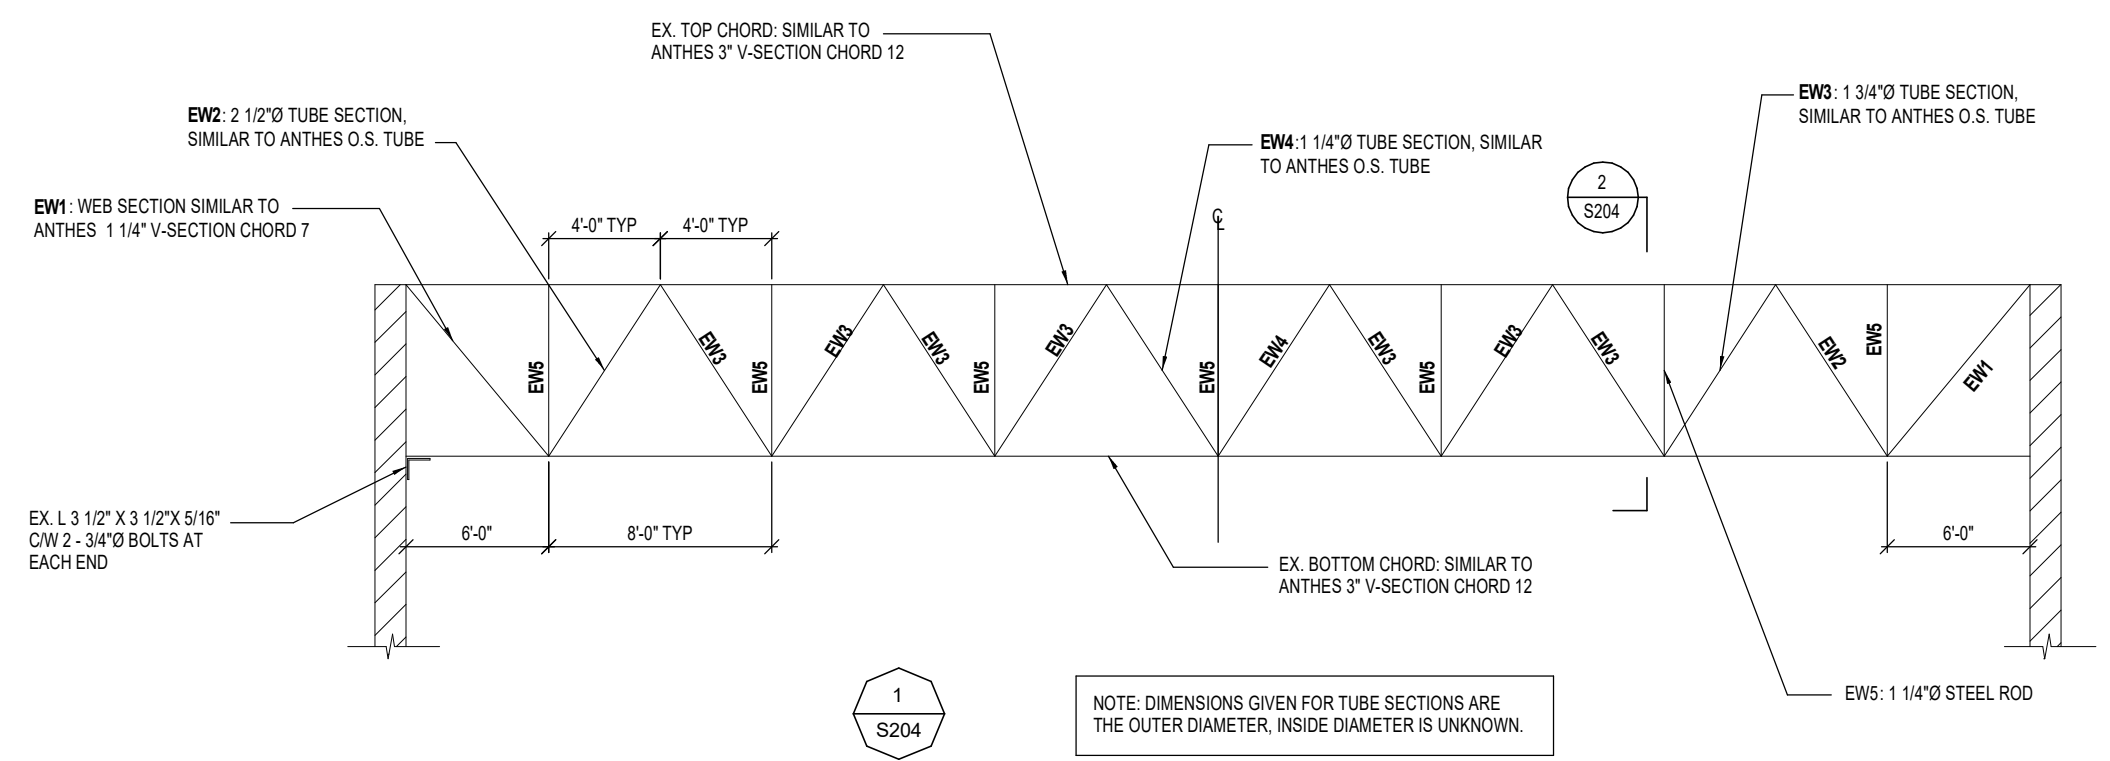 EX. TOP CHORD: SIMILAR TO
ANTHES 3" V-SECTION CHORD 12
EW2: 2 1/2"Ø TUBE SECTION,
SIMILAR TO ANTHES O.S. TUBE
EW3: 1 3/4"Ø TUBE SECTION,
SIMILAR TO ANTHES O.S. TUBE
EW4:1 1/4"Ø TUBE SECTION, SIMILAR
TO ANTHES O.S. TUBE
2
S204
EW1: WEB SECTION SIMILAR TO
ANTHES 1 1/4" V-SECTION CHORD 7
4'-0" TYP
4'-0" TYP
℄
EW5
EW3
EW5
EW3
EW3
EW5
EW3
EW5
EW4
EW3
EW5
EW3
EW3
EW2
EW5
EW1
EX. L 3 1/2" X 3 1/2"X 5/16"
C/W 2 - 3/4"Ø BOLTS AT
EACH END
6'-0"
8'-0" TYP
6'-0"
EX. BOTTOM CHORD: SIMILAR TO
ANTHES 3" V-SECTION CHORD 12
1
S204
NOTE: DIMENSIONS GIVEN FOR TUBE SECTIONS ARE
THE OUTER DIAMETER, INSIDE DIAMETER IS UNKNOWN.
EW5: 1 1/4"Ø STEEL ROD